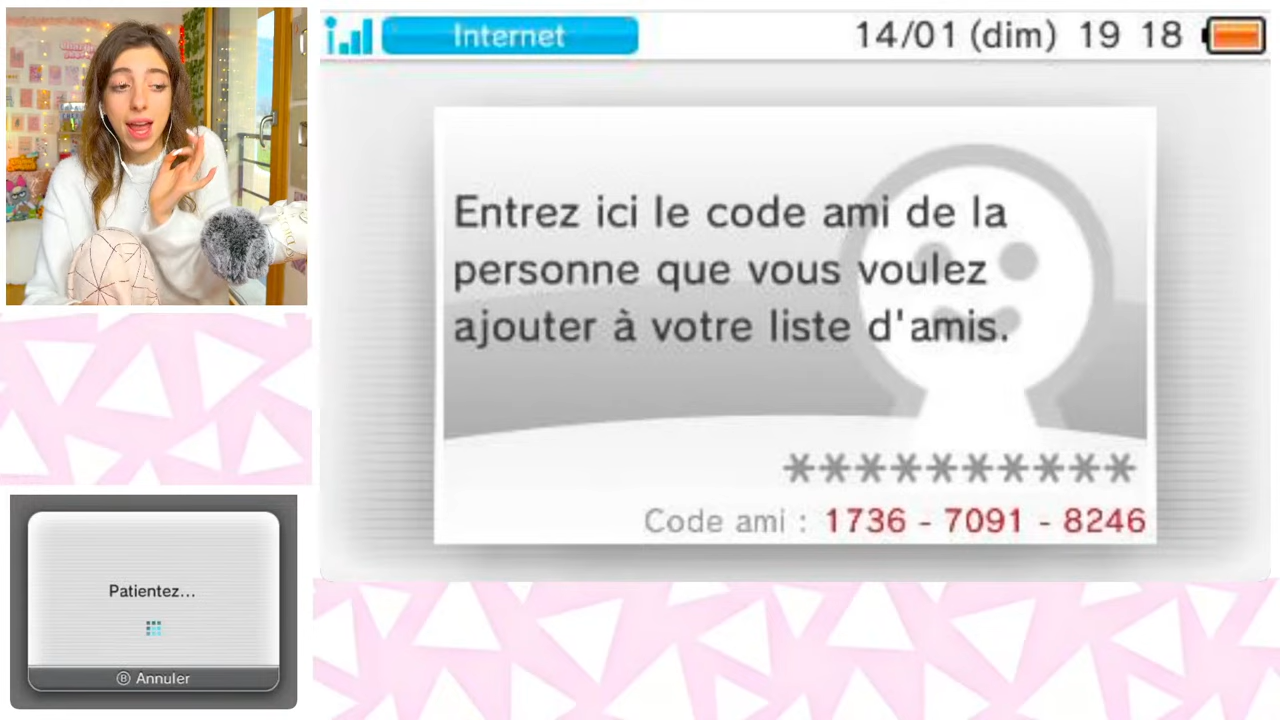 Internet
14/01 (dim) 19 18
Entrez ici le code ami de la
personne que vous voulez
ajouter à votre liste d'amis.
**********
Code ami : 1736 - 7091 - 8246
Patientez...
Ⓑ Annuler